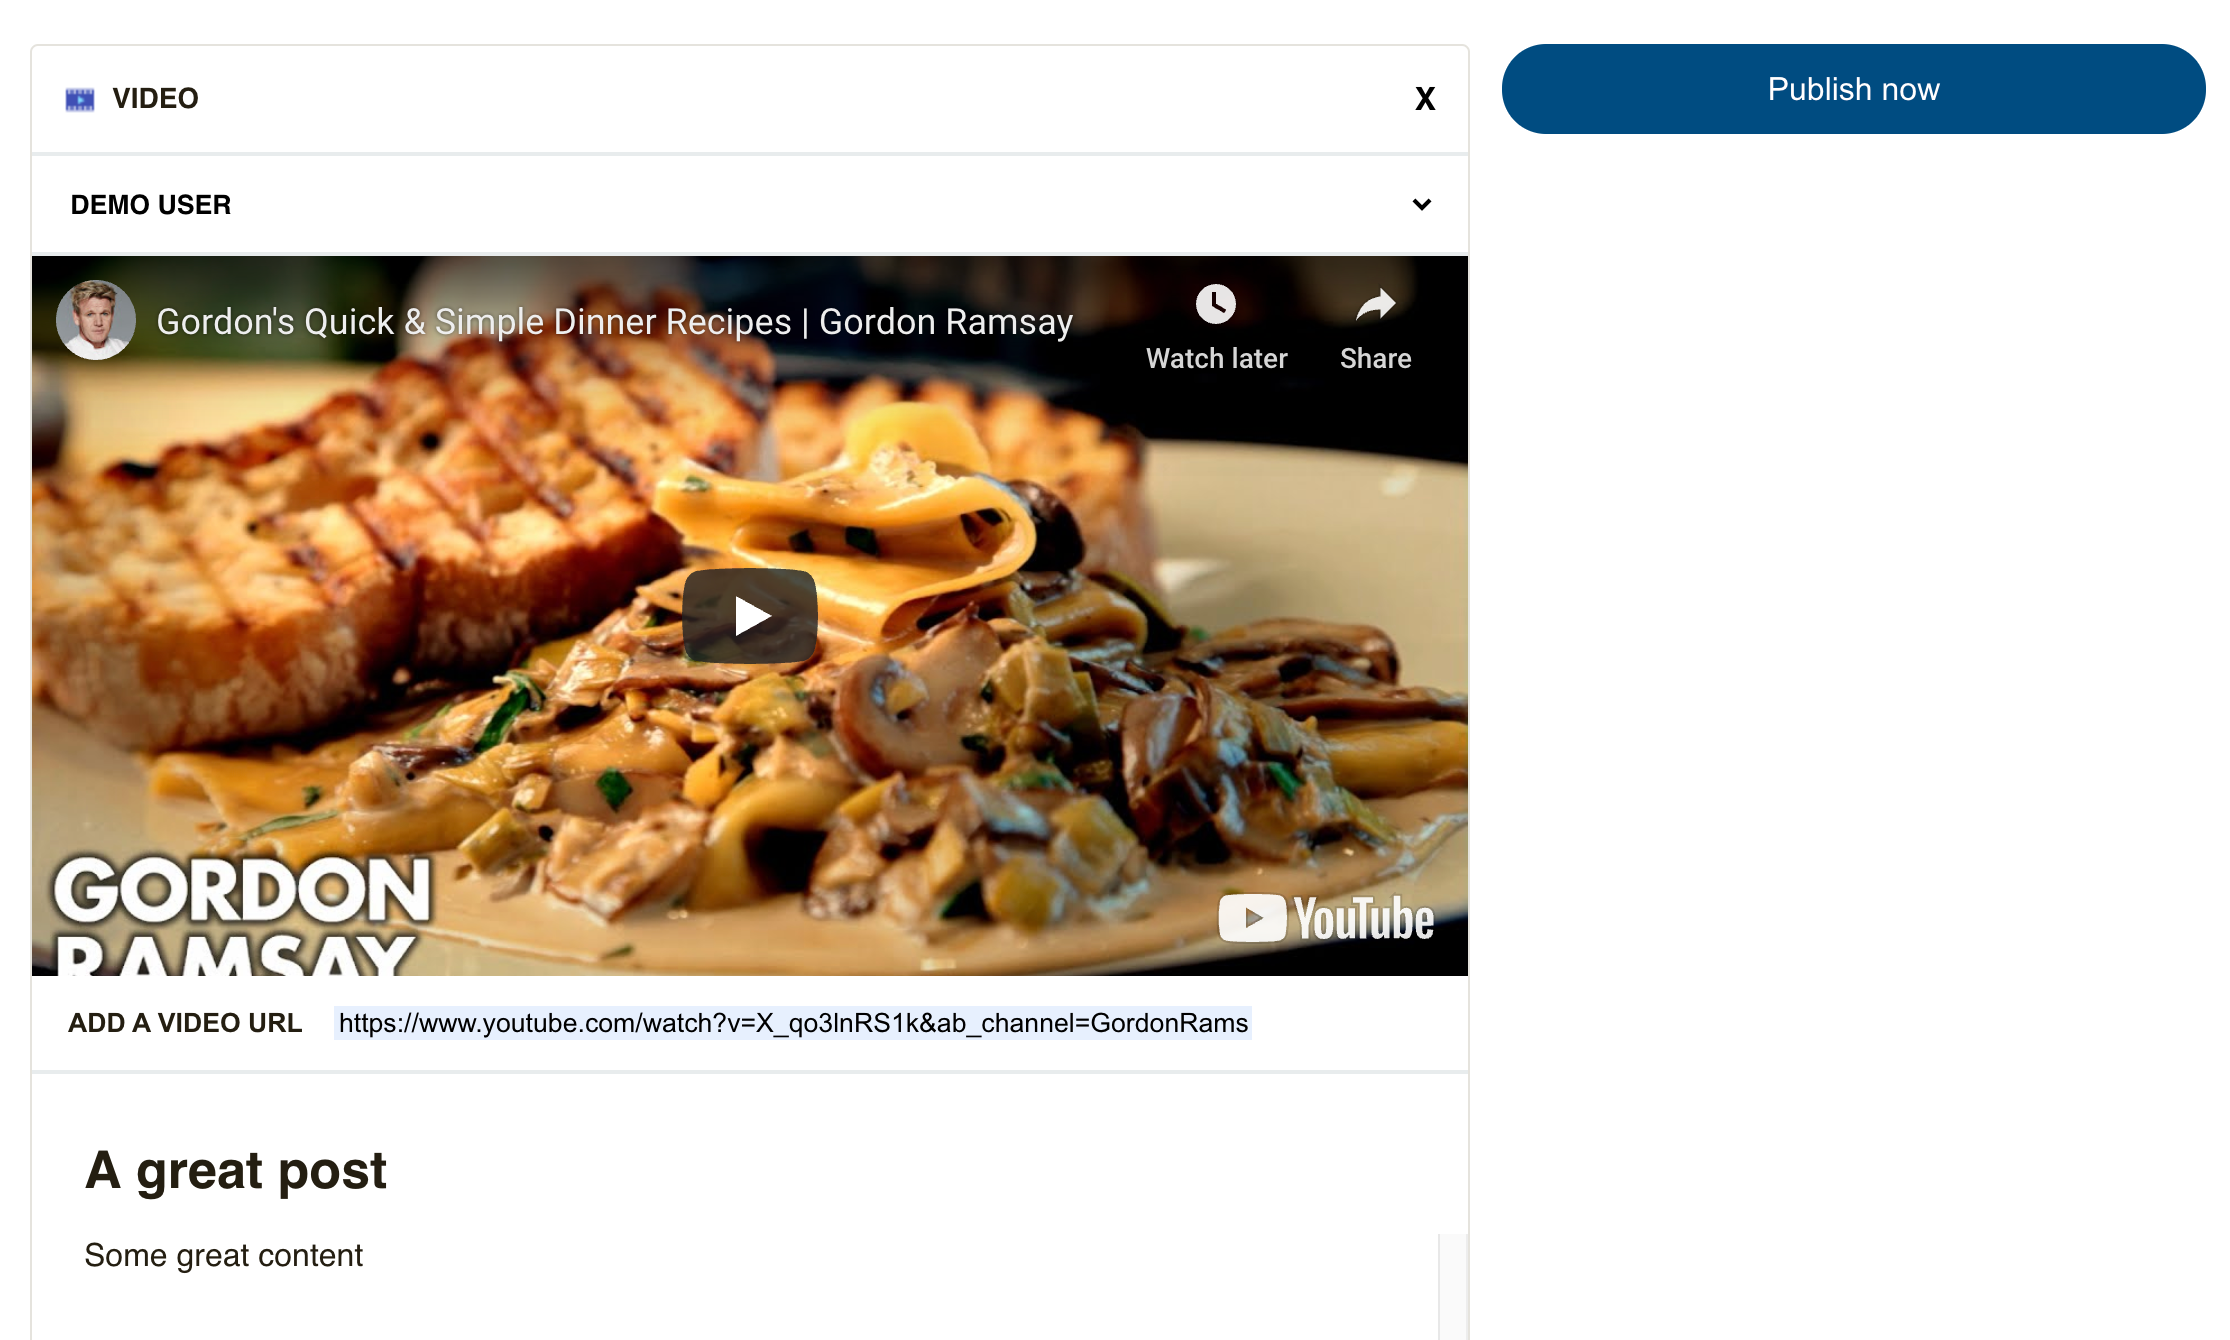 VIDEO
X
Publish now
DEMO USER
Gordon's Quick & Simple Dinner Recipes | Gordon Ramsay
Watch later
Share
GORDON
RAMSAY
YouTube
ADD A VIDEO URL https://www.youtube.com/watch?v=X_qo3lnRS1k&ab_channel=GordonRams
A great post
Some great content